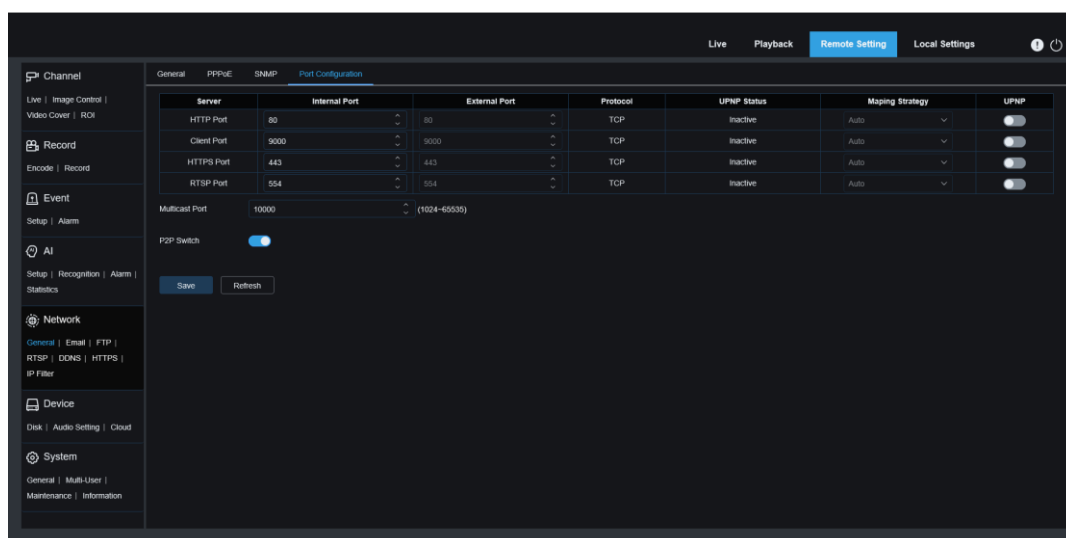 Live Playback Remote Setting Local Settings
Channel
Live | Image Control |
Video Cover | ROI
Record
Encode | Record
Event
Setup | Alarm
AI
Setup | Recognition | Alarm |
Statistics
Network
General | Email | FTP |
RTSP | DDNS | HTTPS |
IP Filter
Device
Disk | Audio Setting | Cloud
System
General | Multi-User |
Maintenance | Information
General PPPoE SNMP Port Configuration
Server Internal Port External Port Protocol UPNP Status Maping Strategy UPNP
HTTP Port 80 80 TCP Inactive Auto
Client Port 9000 9000 TCP Inactive Auto
HTTPS Port 443 443 TCP Inactive Auto
RTSP Port 554 554 TCP Inactive Auto
Multicast Port 10000 (1024~65535)
P2P Switch
Save Refresh